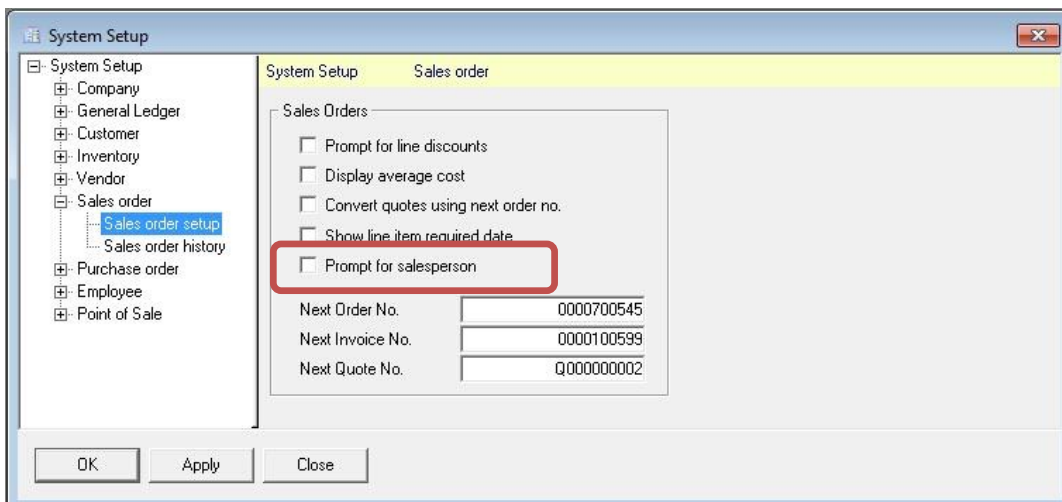 System Setup
System Setup
Company
General Ledger
Customer
Inventory
Vendor
Sales order
Sales order setup
Sales order history
Purchase order
Employee
Point of Sale
System Setup Sales order
Sales Orders
Prompt for line discounts
Display average cost
Convert quotes using next order no.
Show line item required date
Prompt for salesperson
Next Order No. 0000700545
Next Invoice No. 0000100599
Next Quote No. Q000000002
OK Apply Close